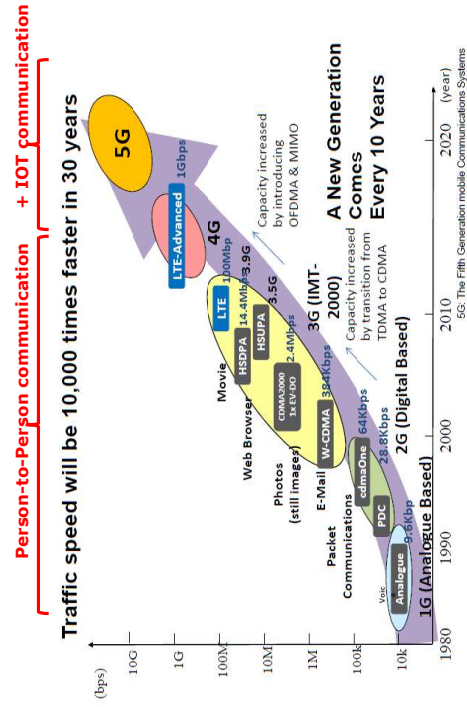 Person-to-Person communication
+ IOT communication
Traffic speed will be 10,000 times faster in 30 years
(bps)
10G
1G
100M
10M
1M
100k
10k
1980
1990
2000
2010
2020
(year)
5G
LTE-Advanced
1Gbps
4G
LTE
100Mbp
3.9G
HSDPA
14.4Mbps
HSUPA
3.5G
CDMA2000
1x EV-DO
2.4Mbps
W-CDMA
384Kbps
3G (IMT-
2000)
cdmaOne
64Kbps
PDC
28.8Kbps
2G (Digital Based)
Analogue
9.6Kbp
1G (Analogue Based)
Voic
Packet
Communications
E-Mail
Photos
(still images)
Web Browser
Movie
Capacity increased
by introducing
OFDMA & MIMO
Capacity increased
by transition from
TDMA to CDMA
A New Generation
Comes
Every 10 Years
5G: The Fifth Generation mobile Communications Systems